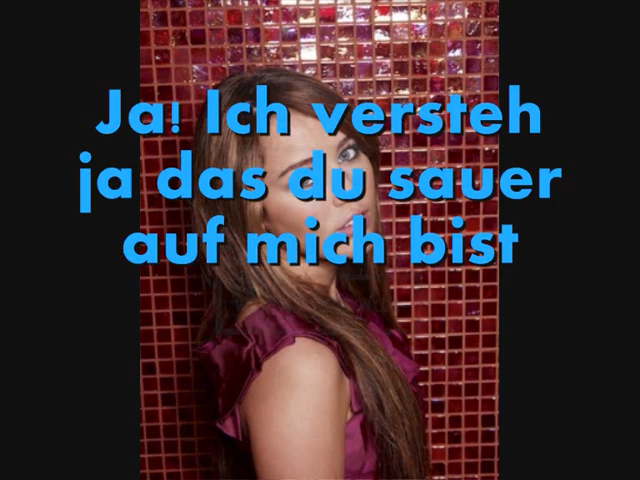 Ja! Ich versteh
ja das du sauer
auf mich bist